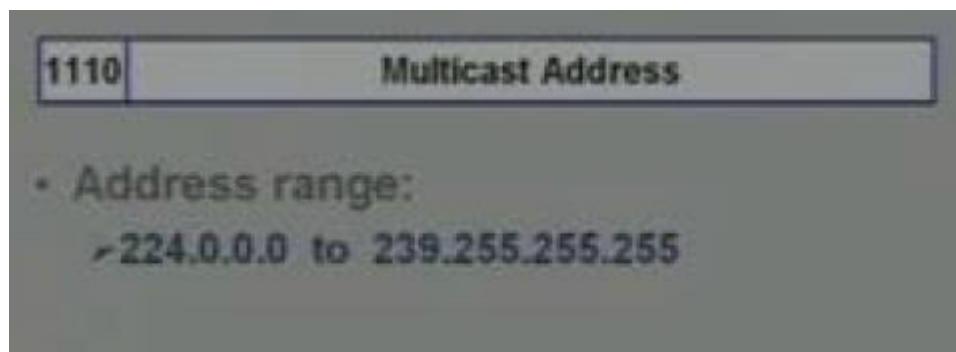 1110 Multicast Address
• Address range:
➢224.0.0.0 to 239.255.255.255